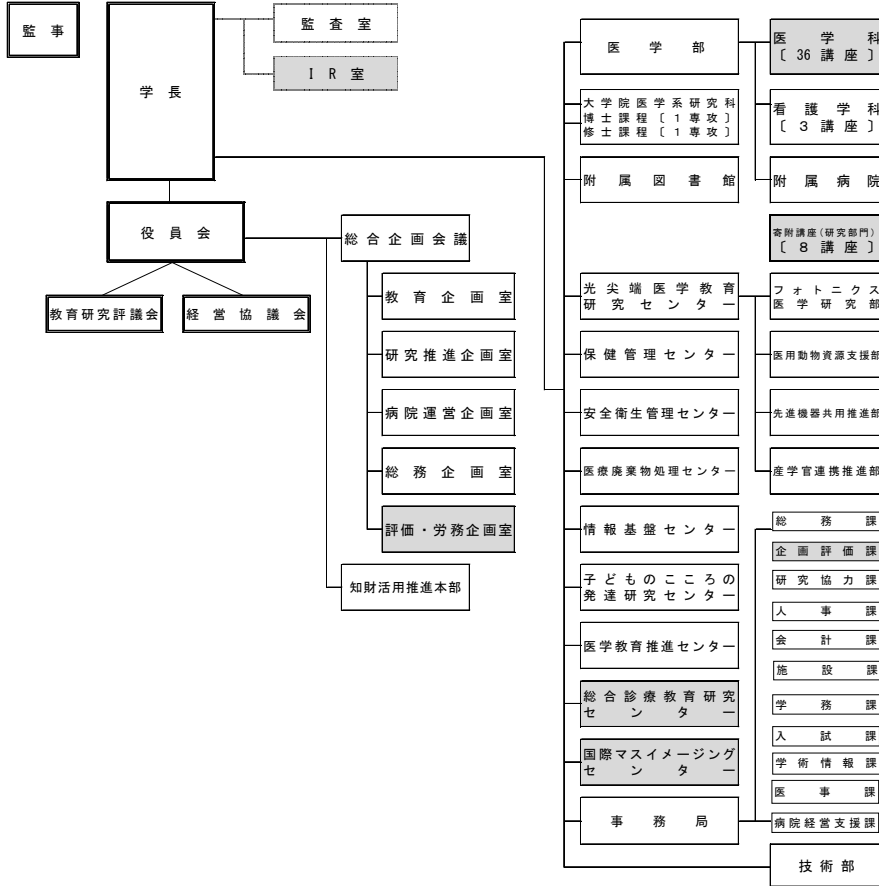 監事
学長
監査室
ＩＲ室
役員会
教育研究評議会
経営協議会
総合企画会議
教育企画室
研究推進企画室
病院運営企画室
総務企画室
評価・労務企画室
知財活用推進本部
医学部
大学院医学系研究科
博士課程〔１専攻〕
修士課程〔１専攻〕
附属図書館
光尖端医学教育
研究センター
保健管理センター
安全衛生管理センター
医療廃棄物処理センター
情報基盤センター
子どものこころの
発達研究センター
医学教育推進センター
総合診療教育研究
センター
国際マスイメージング
センター
事務局
医学科
〔36講座〕
看護学科
〔３講座〕
附属病院
寄附講座(研究部門)
〔８講座〕
フォトニクス
医学研究部
医用動物資源支援部
先進機器共用推進部
産学官連携推進部
総務課
企画評価課
研究協力課
人事課
会計課
施設課
学務課
入試課
学術情報課
医事課
病院経営支援課
技術部